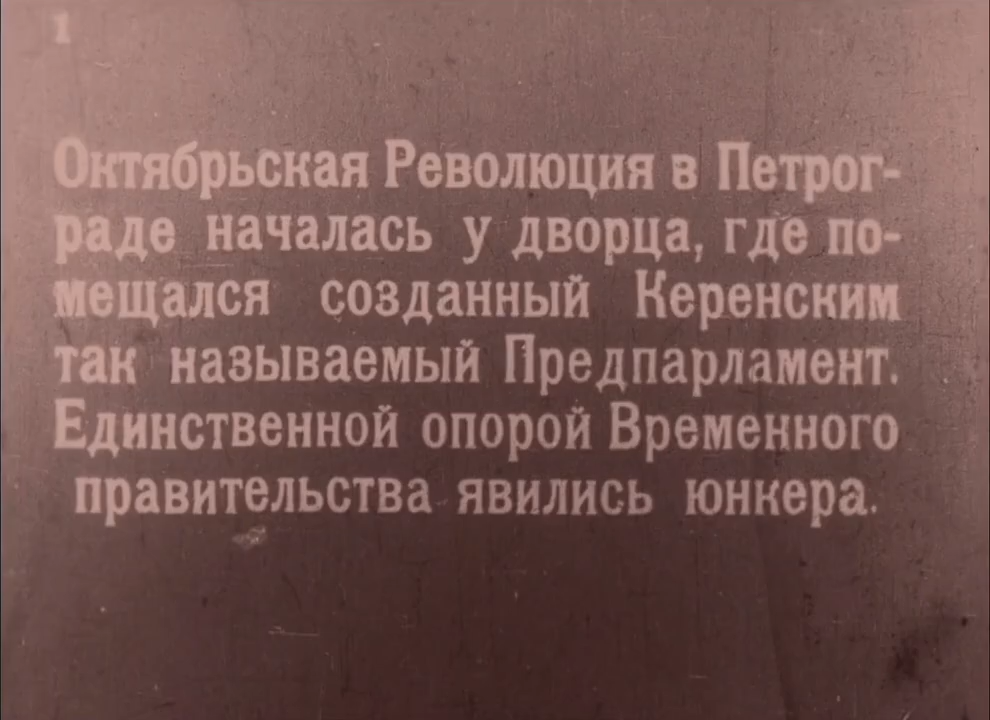 1
Октябрьская Революция в Петрог-
раде началась у дворца, где по-
мещался созданный Керенским
так называемый Предпарламент.
Единственной опорой Временного
правительства явились юнкера.